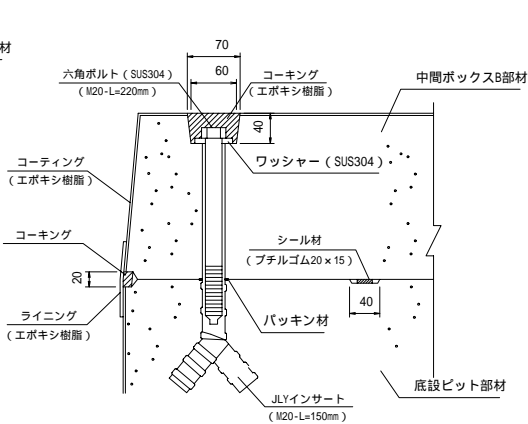 材
70
60
六角ボルト（SUS304）
（M20-L=220mm）
コーキング
（エポキシ樹脂）
中間ボックスB部材
40
ワッシャー（SUS304）
コーティング
（エポキシ樹脂）
コーキング
20
シール材
（ブチルゴム20×15）
40
ライニング
（エポキシ樹脂）
パッキン材
底設ピット部材
JLYインサート
（M20-L=150mm）